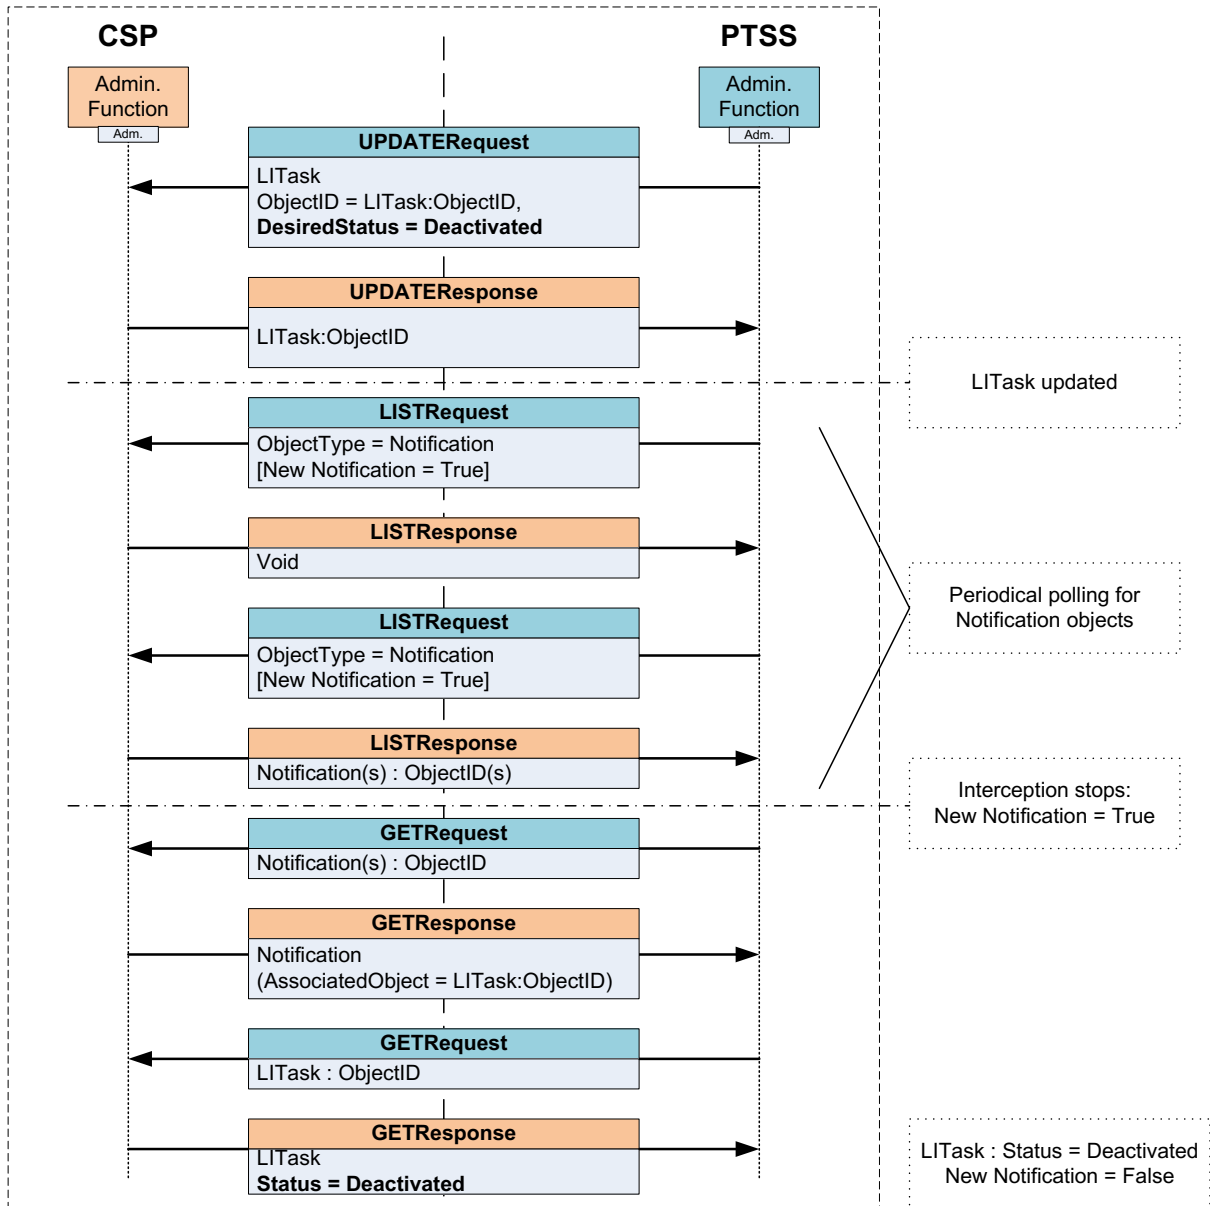 CSP
PTSS
Admin.
Function
Adm.
Admin.
Function
Adm.
UPDATERequest
LITask
ObjectID = LITask:ObjectID,
DesiredStatus = Deactivated
UPDATEResponse
LITask:ObjectID
LITask updated
LISTRequest
ObjectType = Notification
[New Notification = True]
LISTResponse
Void
Periodical polling for
Notification objects
LISTRequest
ObjectType = Notification
[New Notification = True]
LISTResponse
Notification(s) : ObjectID(s)
Interception stops:
New Notification = True
GETRequest
Notification(s) : ObjectID
GETResponse
Notification
(AssociatedObject = LITask:ObjectID)
GETRequest
LITask : ObjectID
GETResponse
LITask
Status = Deactivated
LITask : Status = Deactivated
New Notification = False